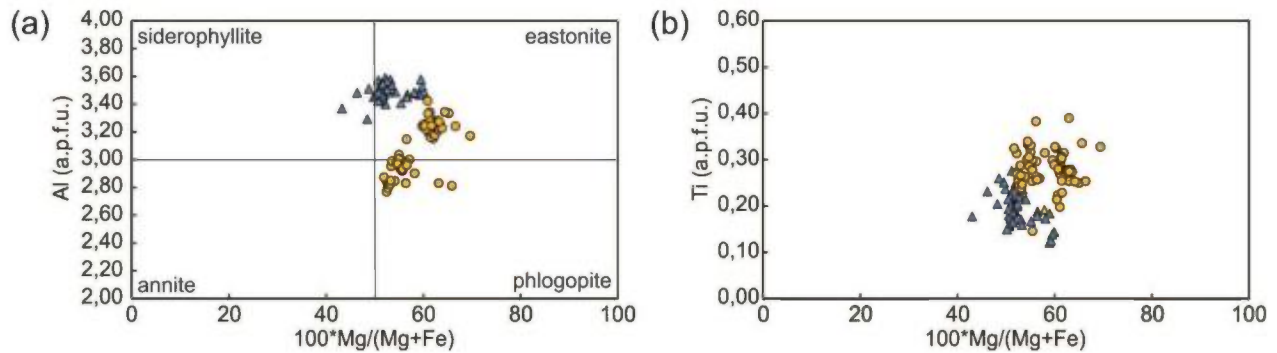 (a)
4,00
3,80
3,60
3,40
3,20
3,00
2,80
2,60
2,40
2,20
2,00
Al (a.p.f.u.)
siderophyllite
eastonite
annite
phlogopite
0 20 40 60 80 100
100*Mg/(Mg+Fe)
(b)
0,60
0,50
0,40
0,30
0,20
0,10
0,00
Ti (a.p.f.u.)
0 20 40 60 80 100
100*Mg/(Mg+Fe)